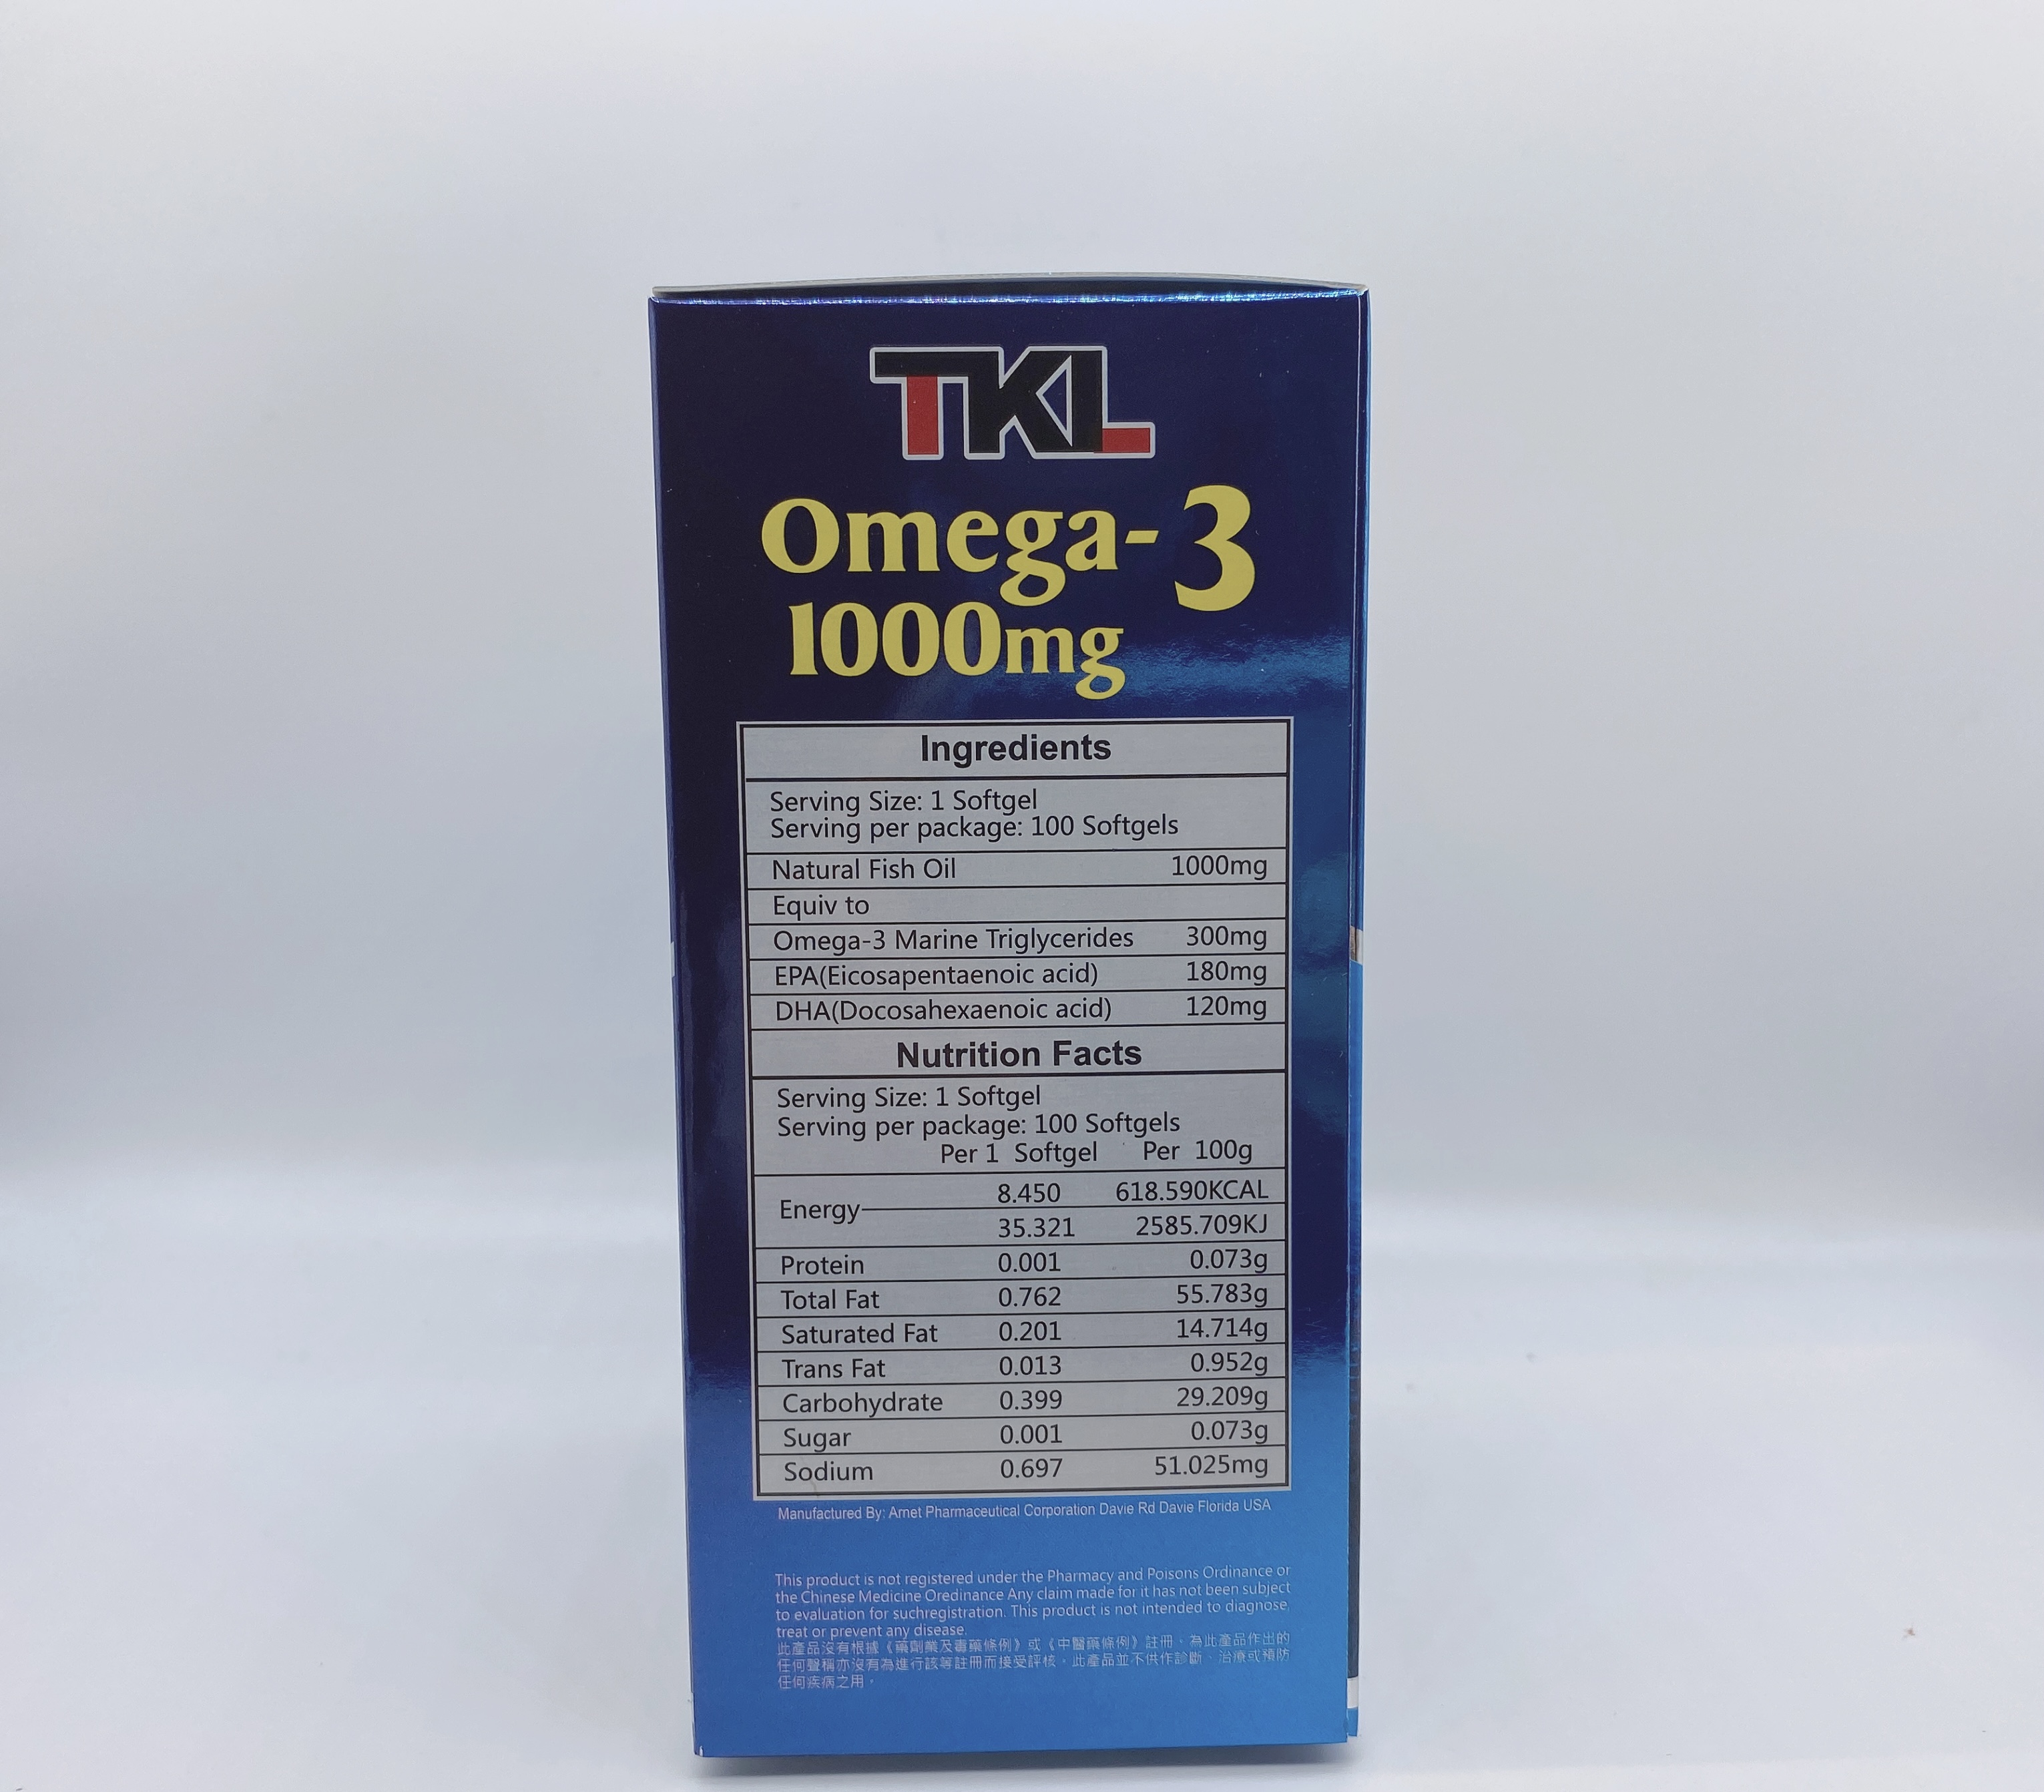 TKL
Omega-3
1000mg
Ingredients
Serving Size: 1 Softgel
Serving per package: 100 Softgels
Natural Fish Oil 1000mg
Equiv to
Omega-3 Marine Triglycerides 300mg
EPA(Eicosapentaenoic acid) 180mg
DHA(Docosahexaenoic acid) 120mg
Nutrition Facts
Serving Size: 1 Softgel
Serving per package: 100 Softgels
Per 1 Softgel Per 100g
Energy 8.450 618.590KCAL
35.321 2585.709KJ
Protein 0.001 0.073g
Total Fat 0.762 55.783g
Saturated Fat 0.201 14.714g
Trans Fat 0.013 0.952g
Carbohydrate 0.399 29.209g
Sugar 0.001 0.073g
Sodium 0.697 51.025mg
Manufactured By: Arnet Pharmaceutical Corporation Davie Rd Davie Florida USA
This product is not registered under the Pharmacy and Poisons Ordinance or
the Chinese Medicine Oredinance Any claim made for it has not been subject
to evaluation for suchregistration. This product is not intended to diagnose,
treat or prevent any disease.
此產品沒有根據《藥劑業及毒藥條例》或《中醫藥條例》註冊、為此產品作出的
任何聲稱亦沒有為進行該等註冊而接受評核，此產品並不供作診斷、治療或預防
任何疾病之用。